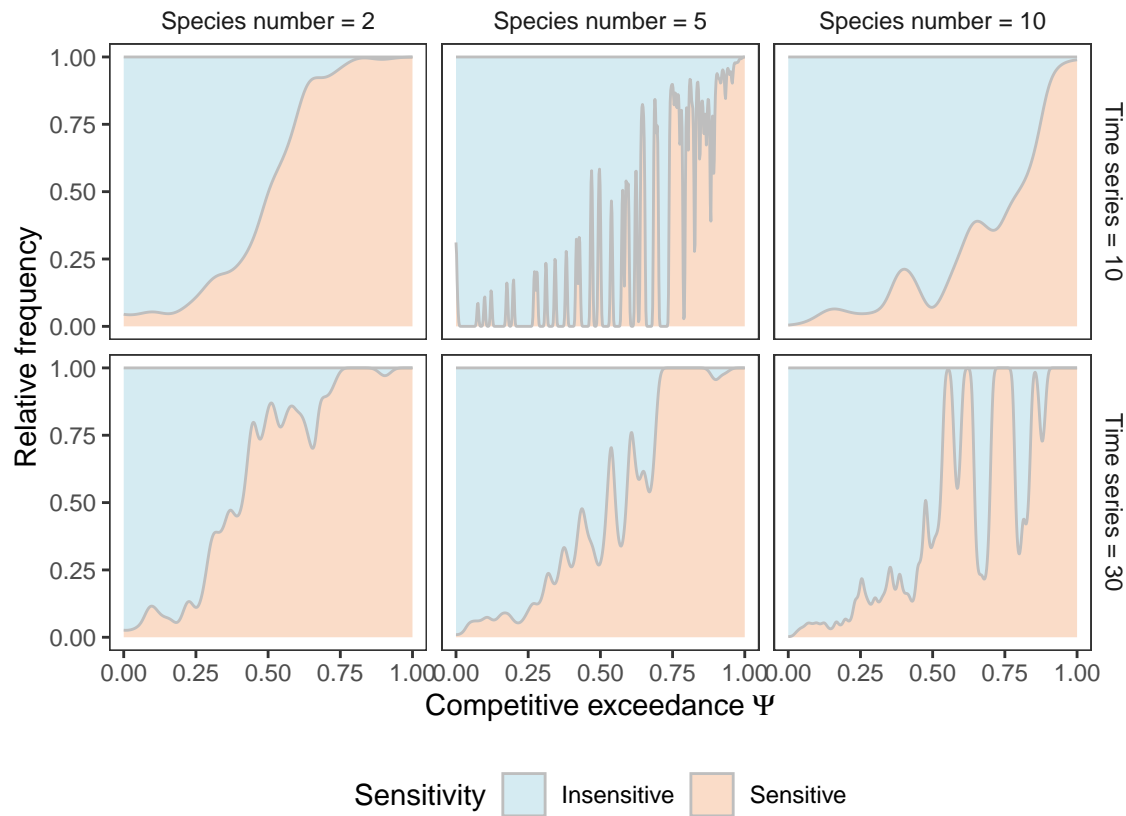 Species number = 2
Species number = 5
Species number = 10
Relative frequency
1.00
0.75
0.50
0.25
0.00
Time series = 10
1.00
0.75
0.50
0.25
0.00
Time series = 30
0.00 0.25 0.50 0.75 1.00
0.00 0.25 0.50 0.75 1.00
0.00 0.25 0.50 0.75 1.00
Competitive exceedance Ψ
Sensitivity Insensitive Sensitive